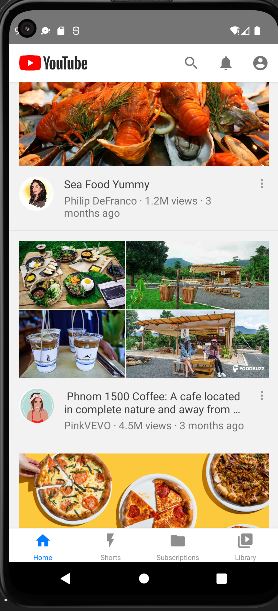 YouTube
Sea Food Yummy
Philip DeFranco · 1.2M views · 3
months ago
FOODBUZZ
Phnom 1500 Coffee: A cafe located
in complete nature and away from ...
PinkVEVO · 4.5M views · 3 months ago
Home
Shorts
Subscriptions
Library